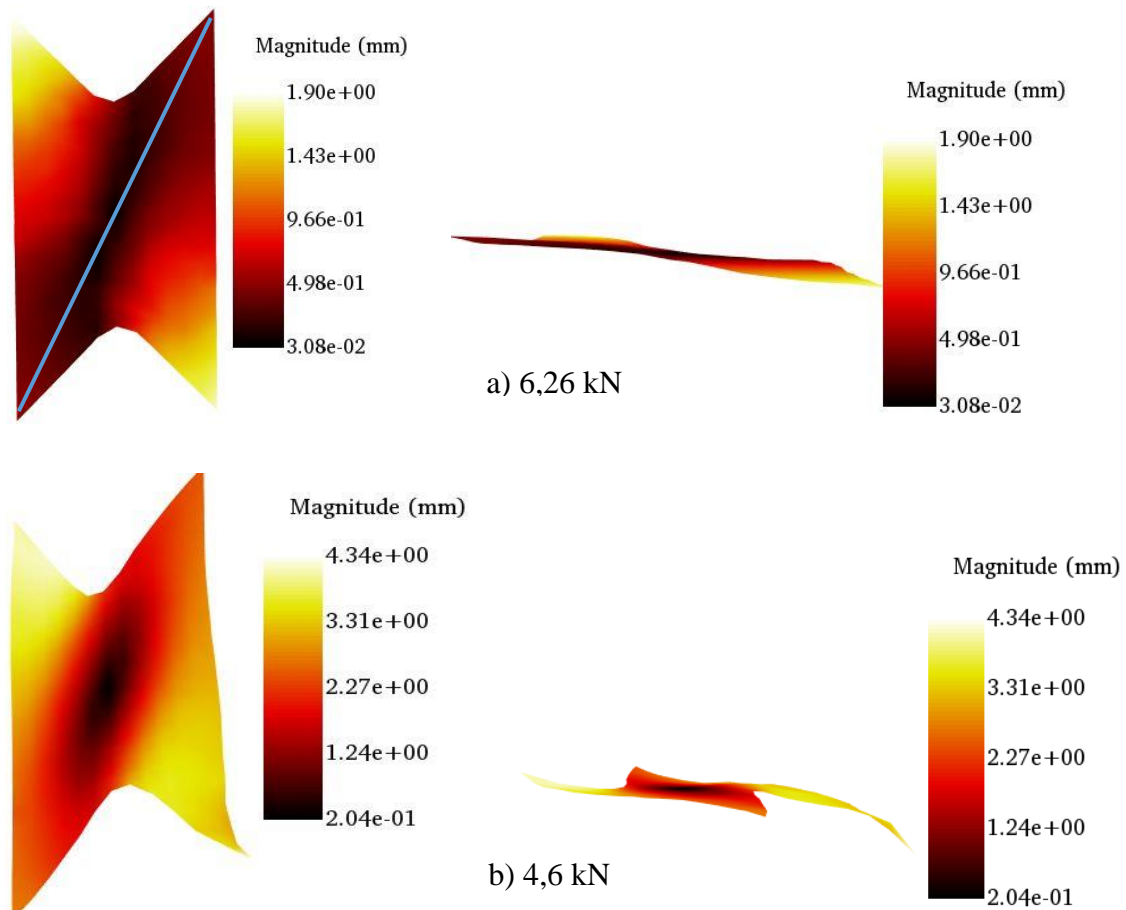 Magnitude (mm)
1.90e+00
1.43e+00
9.66e-01
4.98e-01
3.08e-02
Magnitude (mm)
1.90e+00
1.43e+00
9.66e-01
4.98e-01
3.08e-02
a) 6,26 kN
Magnitude (mm)
4.34e+00
3.31e+00
2.27e+00
1.24e+00
2.04e-01
Magnitude (mm)
4.34e+00
3.31e+00
2.27e+00
1.24e+00
2.04e-01
b) 4,6 kN